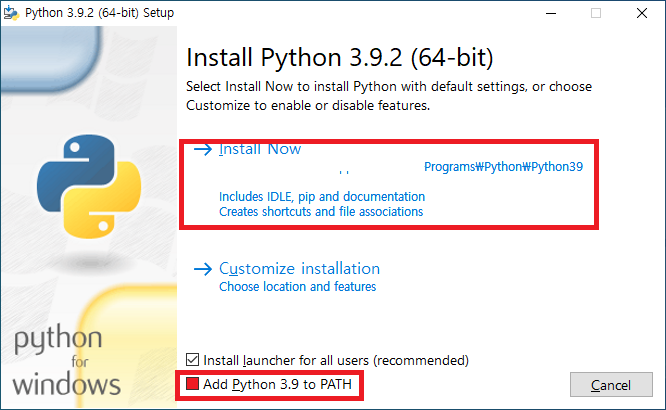 Python 3.9.2 (64-bit) Setup
Install Python 3.9.2 (64-bit)
Select Install Now to install Python with default settings, or choose
Customize to enable or disable features.
Install Now
Programs₩Python₩Python39
Includes IDLE, pip and documentation
Creates shortcuts and file associations
Customize installation
Choose location and features
python
for
windows
Install launcher for all users (recommended)
Add Python 3.9 to PATH
Cancel